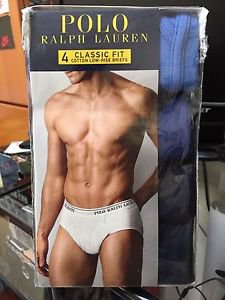 POLO
RALPH LAUREN
4 CLASSIC FIT
COTTON LOW-RISE BRIEFS
POLO RALPH LAUREN